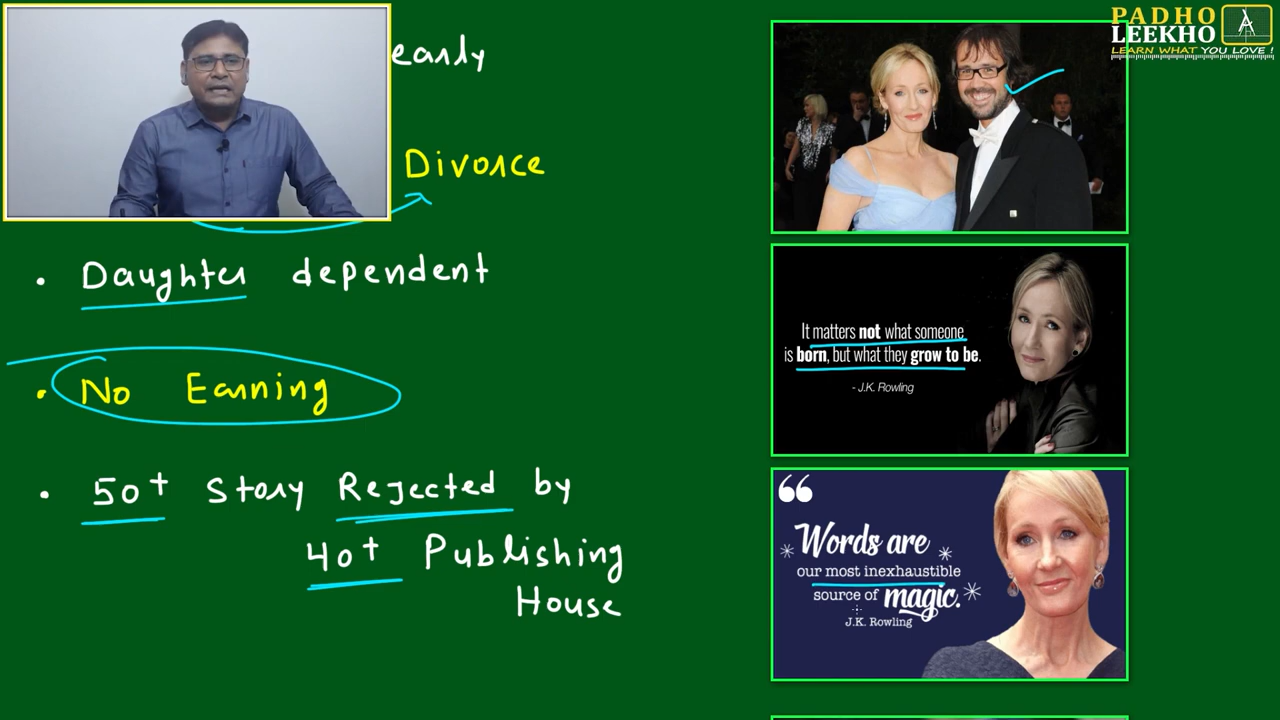 early
Divorce
• Daughter dependent
• No Earning
• 50+ Story Rejected by
40+ Publishing
House
PADHO
LEEKHO
LEARN WHAT YOU LOVE !
It matters not what someone
is born, but what they grow to be.
- J.K. Rowling
“
Words are
our most inexhaustible
source of magic.
J.K. Rowling